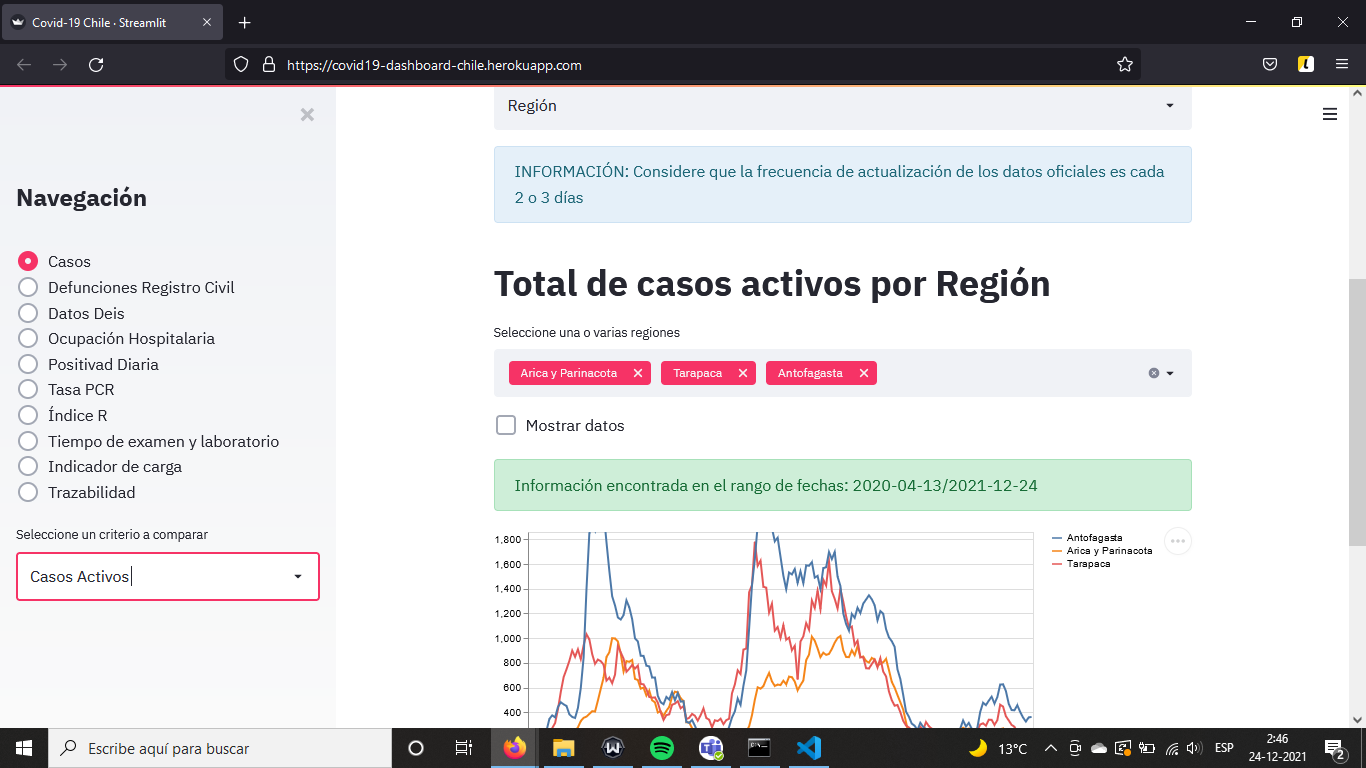 Covid-19 Chile · Streamlit
https://covid19-dashboard-chile.herokuapp.com
Navegación
Casos
Defunciones Registro Civil
Datos Deis
Ocupación Hospitalaria
Positivad Diaria
Tasa PCR
Índice R
Tiempo de examen y laboratorio
Indicador de carga
Trazabilidad
Seleccione un criterio a comparar
Casos Activos
Región
INFORMACIÓN: Considere que la frecuencia de actualización de los datos oficiales es cada
2 o 3 días
Total de casos activos por Región
Seleccione una o varias regiones
Arica y Parinacota Tarapaca Antofagasta
Mostrar datos
Información encontrada en el rango de fechas: 2020-04-13/2021-12-24
1,800
1,600
1,400
1,200
1,000
800
600
400
Antofagasta
Arica y Parinacota
Tarapaca
Escribe aquí para buscar
13°C
ESP
2:46
24-12-2021
2